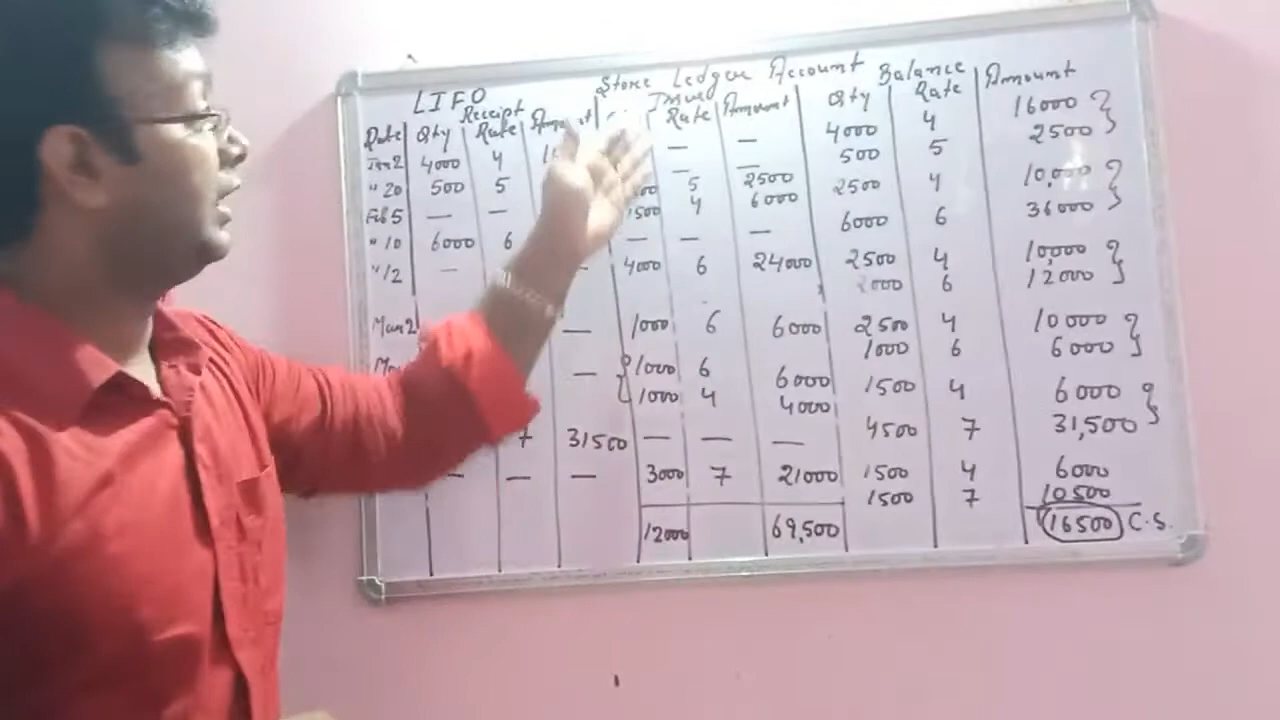 Store Ledger Account
LIFO Receipt Issue Balance
Date Qty Rate Amount Rate Amount Qty Rate Amount
Jan 2 4000 4 — — 4000 4 16000
" 20 500 5 — 500 5 2500
Feb 5 — — 5 2500 2500 4 10,000
1500 4 6000
" 10 6000 6 — — — 6000 6 36000
" 12 — — 4000 6 24000 2500 4 10,000
2000 6 12000
Mar 2 — 1000 6 6000 2500 4 10000
1000 6 6000
— 1000 6 6000 1500 4 6000
1000 4 4000
7 31500 — — — 4500 7 31,500
— — — 3000 7 21000 1500 4 6000
1500 7 10500
12000 69,500 16500 C.S.